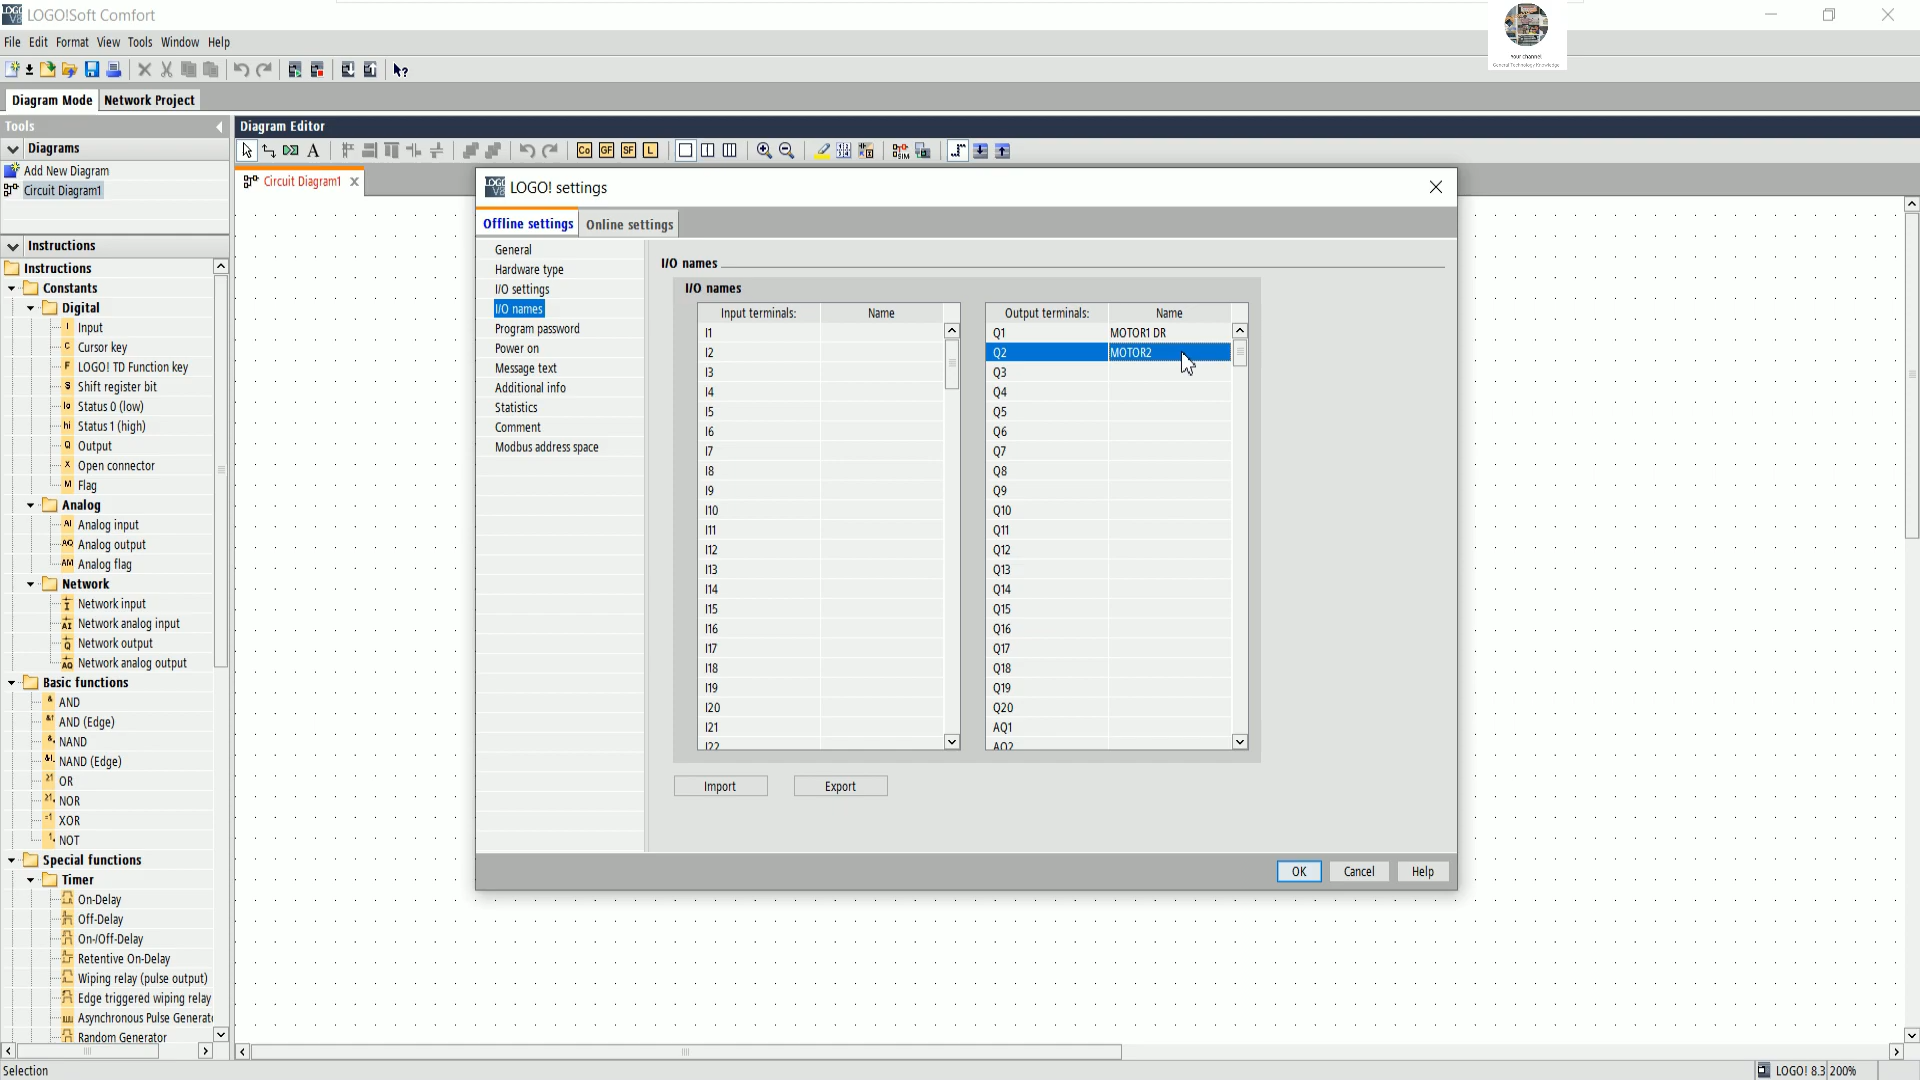 LOGO!Soft Comfort
File Edit Format View Tools Window Help
Your channel
General Technology Knowledge
Diagram Mode Network Project
Tools
Diagrams
Add New Diagram
Circuit Diagram1
Instructions
Instructions
Constants
Digital
Input
Cursor key
LOGO! TD Function key
Shift register bit
Status 0 (low)
Status 1 (high)
Output
Open connector
Flag
Analog
Analog input
Analog output
Analog flag
Network
Network input
Network analog input
Network output
Network analog output
Basic functions
AND
AND (Edge)
NAND
NAND (Edge)
OR
NOR
XOR
NOT
Special functions
Timer
On-Delay
Off-Delay
On-/Off-Delay
Retentive On-Delay
Wiping relay (pulse output)
Edge triggered wiping relay
Asynchronous Pulse Generat
Random Generator
Diagram Editor
Co GF SF L
Circuit Diagram1
LOGO! settings
Offline settings Online settings
General
Hardware type
I/O settings
I/O names
Program password
Power on
Message text
Additional info
Statistics
Comment
Modbus address space
I/O names
I/O names
Input terminals: Name
I1
I2
I3
I4
I5
I6
I7
I8
I9
I10
I11
I12
I13
I14
I15
I16
I17
I18
I19
I20
I21
I22
Output terminals: Name
Q1 MOTOR1 DR
Q2 MOTOR2
Q3
Q4
Q5
Q6
Q7
Q8
Q9
Q10
Q11
Q12
Q13
Q14
Q15
Q16
Q17
Q18
Q19
Q20
AQ1
AQ2
Import Export
OK Cancel Help
Selection
LOGO! 8.3 200%